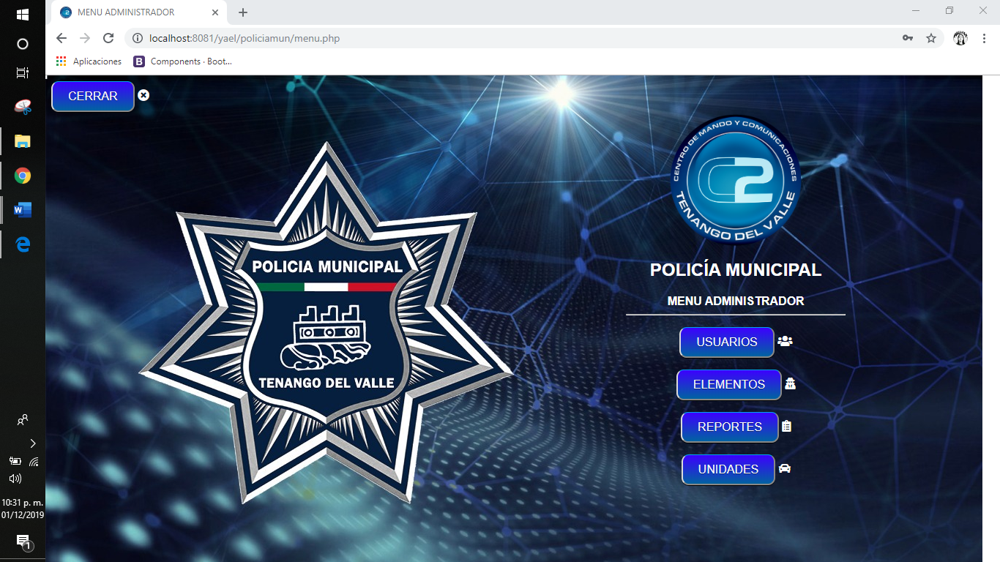 MENU ADMINISTRADOR
localhost:8081/yael/policiamun/menu.php
Aplicaciones
Components · Boot...
CERRAR
POLICIA MUNICIPAL
TENANGO DEL VALLE
CENTRO DE MANDO Y COMUNICACIONES
C2
TENANGO DEL VALLE
POLICÍA MUNICIPAL
MENU ADMINISTRADOR
USUARIOS
ELEMENTOS
REPORTES
UNIDADES
10:31 p. m.
01/12/2019
1